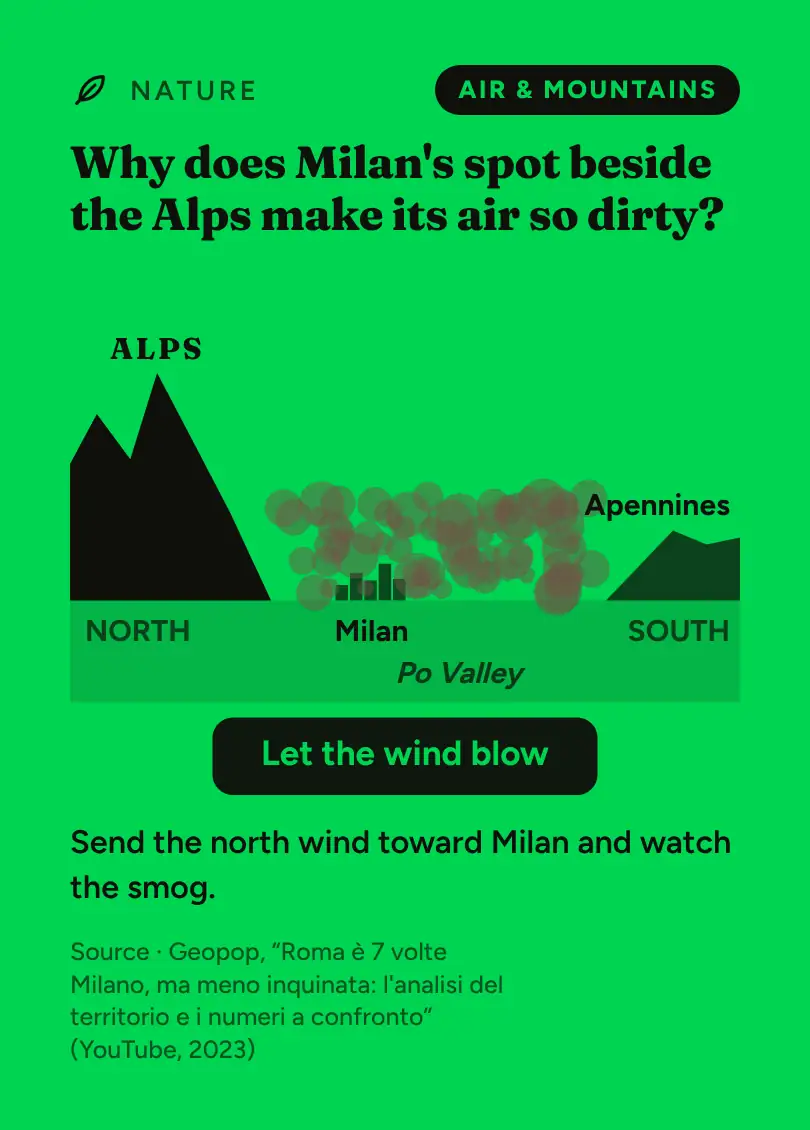 NATURE
AIR & MOUNTAINS
Why does Milan's spot beside
the Alps make its air so dirty?
ALPS
Apennines
NORTH
Milan
SOUTH
Po Valley
Let the wind blow
Send the north wind toward Milan and watch
the smog.
Source · Geopop, “Roma è 7 volte
Milano, ma meno inquinata: l'analisi del
territorio e i numeri a confronto”
(YouTube, 2023)